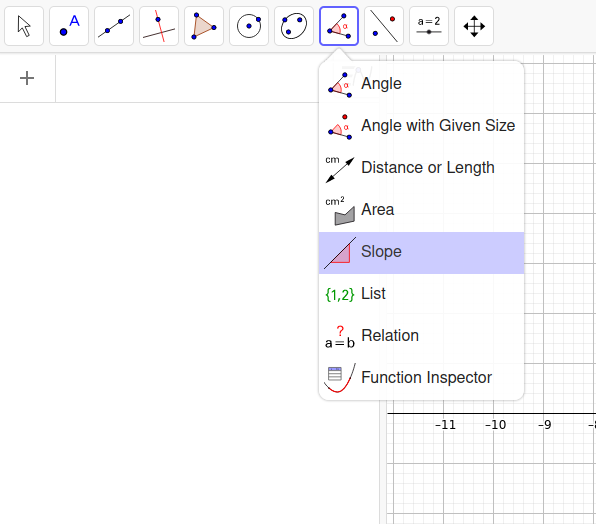 A
α
a=2
+
α Angle
α Angle with Given Size
cm Distance or Length
cm² Area
Slope
{1,2} List
?
a=b Relation
Function Inspector
-11 -10 -9 -8